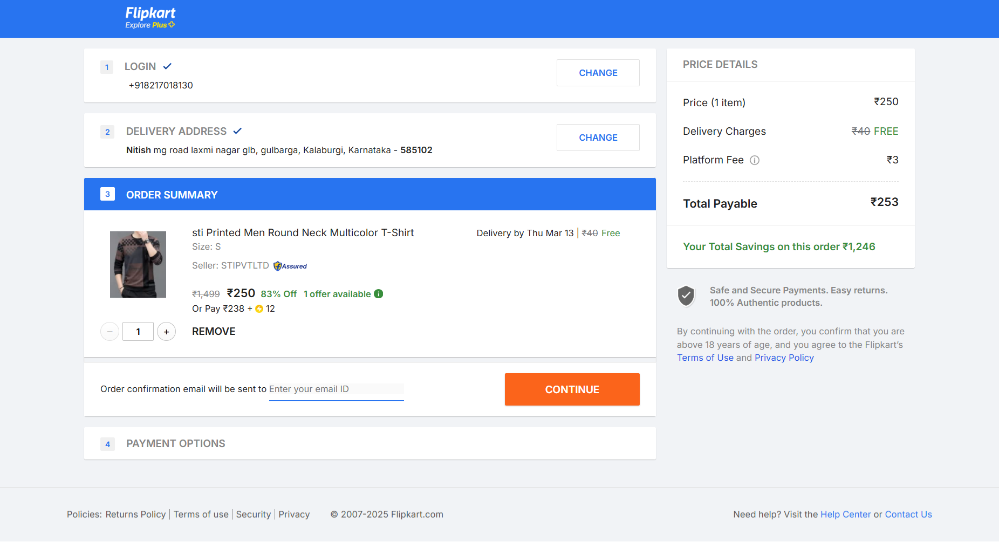 Flipkart
Explore Plus
1 LOGIN
CHANGE
+918217018130
2 DELIVERY ADDRESS
CHANGE
Nitish mg road laxmi nagar glb, gulbarga, Kalaburgi, Karnataka - 585102
3 ORDER SUMMARY
sti Printed Men Round Neck Multicolor T-Shirt
Delivery by Thu Mar 13 | ₹40 Free
Size: S
Seller: STIPVTLTD Assured
₹1,499 ₹250 83% Off 1 offer available
Or Pay ₹238 + 12
1
REMOVE
Order confirmation email will be sent to Enter your email ID
CONTINUE
4 PAYMENT OPTIONS
PRICE DETAILS
Price (1 item) ₹250
Delivery Charges ₹40 FREE
Platform Fee ₹3
Total Payable ₹253
Your Total Savings on this order ₹1,246
Safe and Secure Payments. Easy returns.
100% Authentic products.
By continuing with the order, you confirm that you are
above 18 years of age, and you agree to the Flipkart's
Terms of Use and Privacy Policy
Policies: Returns Policy | Terms of use | Security | Privacy © 2007-2025 Flipkart.com
Need help? Visit the Help Center or Contact Us